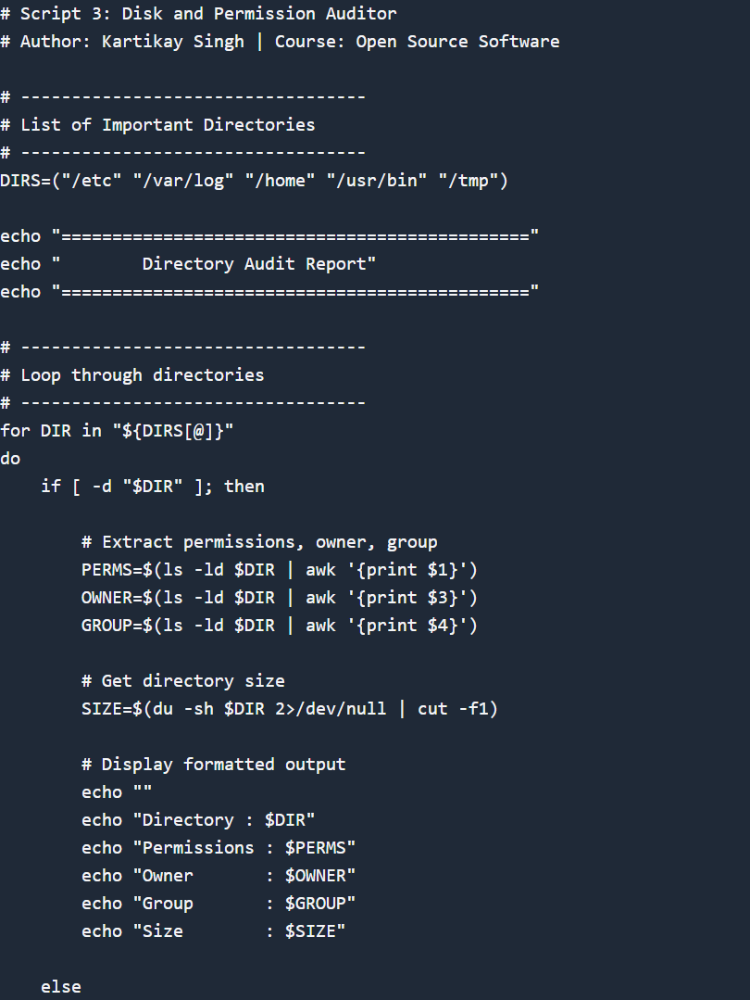 # Script 3: Disk and Permission Auditor
# Author: Kartikay Singh | Course: Open Source Software
# ----------------------------------
# List of Important Directories
# ----------------------------------
DIRS=("/etc" "/var/log" "/home" "/usr/bin" "/tmp")
echo "=============================================="
echo "        Directory Audit Report"
echo "=============================================="
# ----------------------------------
# Loop through directories
# ----------------------------------
for DIR in "${DIRS[@]}"
do
    if [ -d "$DIR" ]; then
        # Extract permissions, owner, group
        PERMS=$(ls -ld $DIR | awk '{print $1}')
        OWNER=$(ls -ld $DIR | awk '{print $3}')
        GROUP=$(ls -ld $DIR | awk '{print $4}')
        # Get directory size
        SIZE=$(du -sh $DIR 2>/dev/null | cut -f1)
        # Display formatted output
        echo ""
        echo "Directory : $DIR"
        echo "Permissions : $PERMS"
        echo "Owner       : $OWNER"
        echo "Group       : $GROUP"
        echo "Size        : $SIZE"
    else